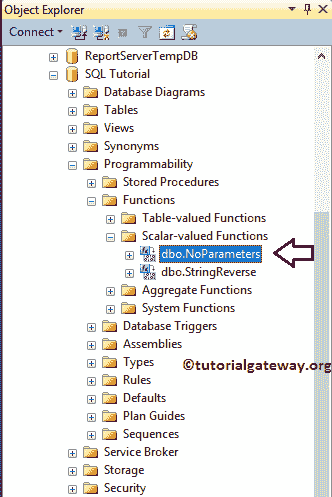 Object Explorer
Connect
ReportServerTempDB
SQL Tutorial
Database Diagrams
Tables
Views
Synonyms
Programmability
Stored Procedures
Functions
Table-valued Functions
Scalar-valued Functions
dbo.NoParameters
dbo.StringReverse
Aggregate Functions
System Functions
Database Triggers
Assemblies
Types
©tutorialgateway.org
Rules
Defaults
Plan Guides
Sequences
Service Broker
Storage
Security